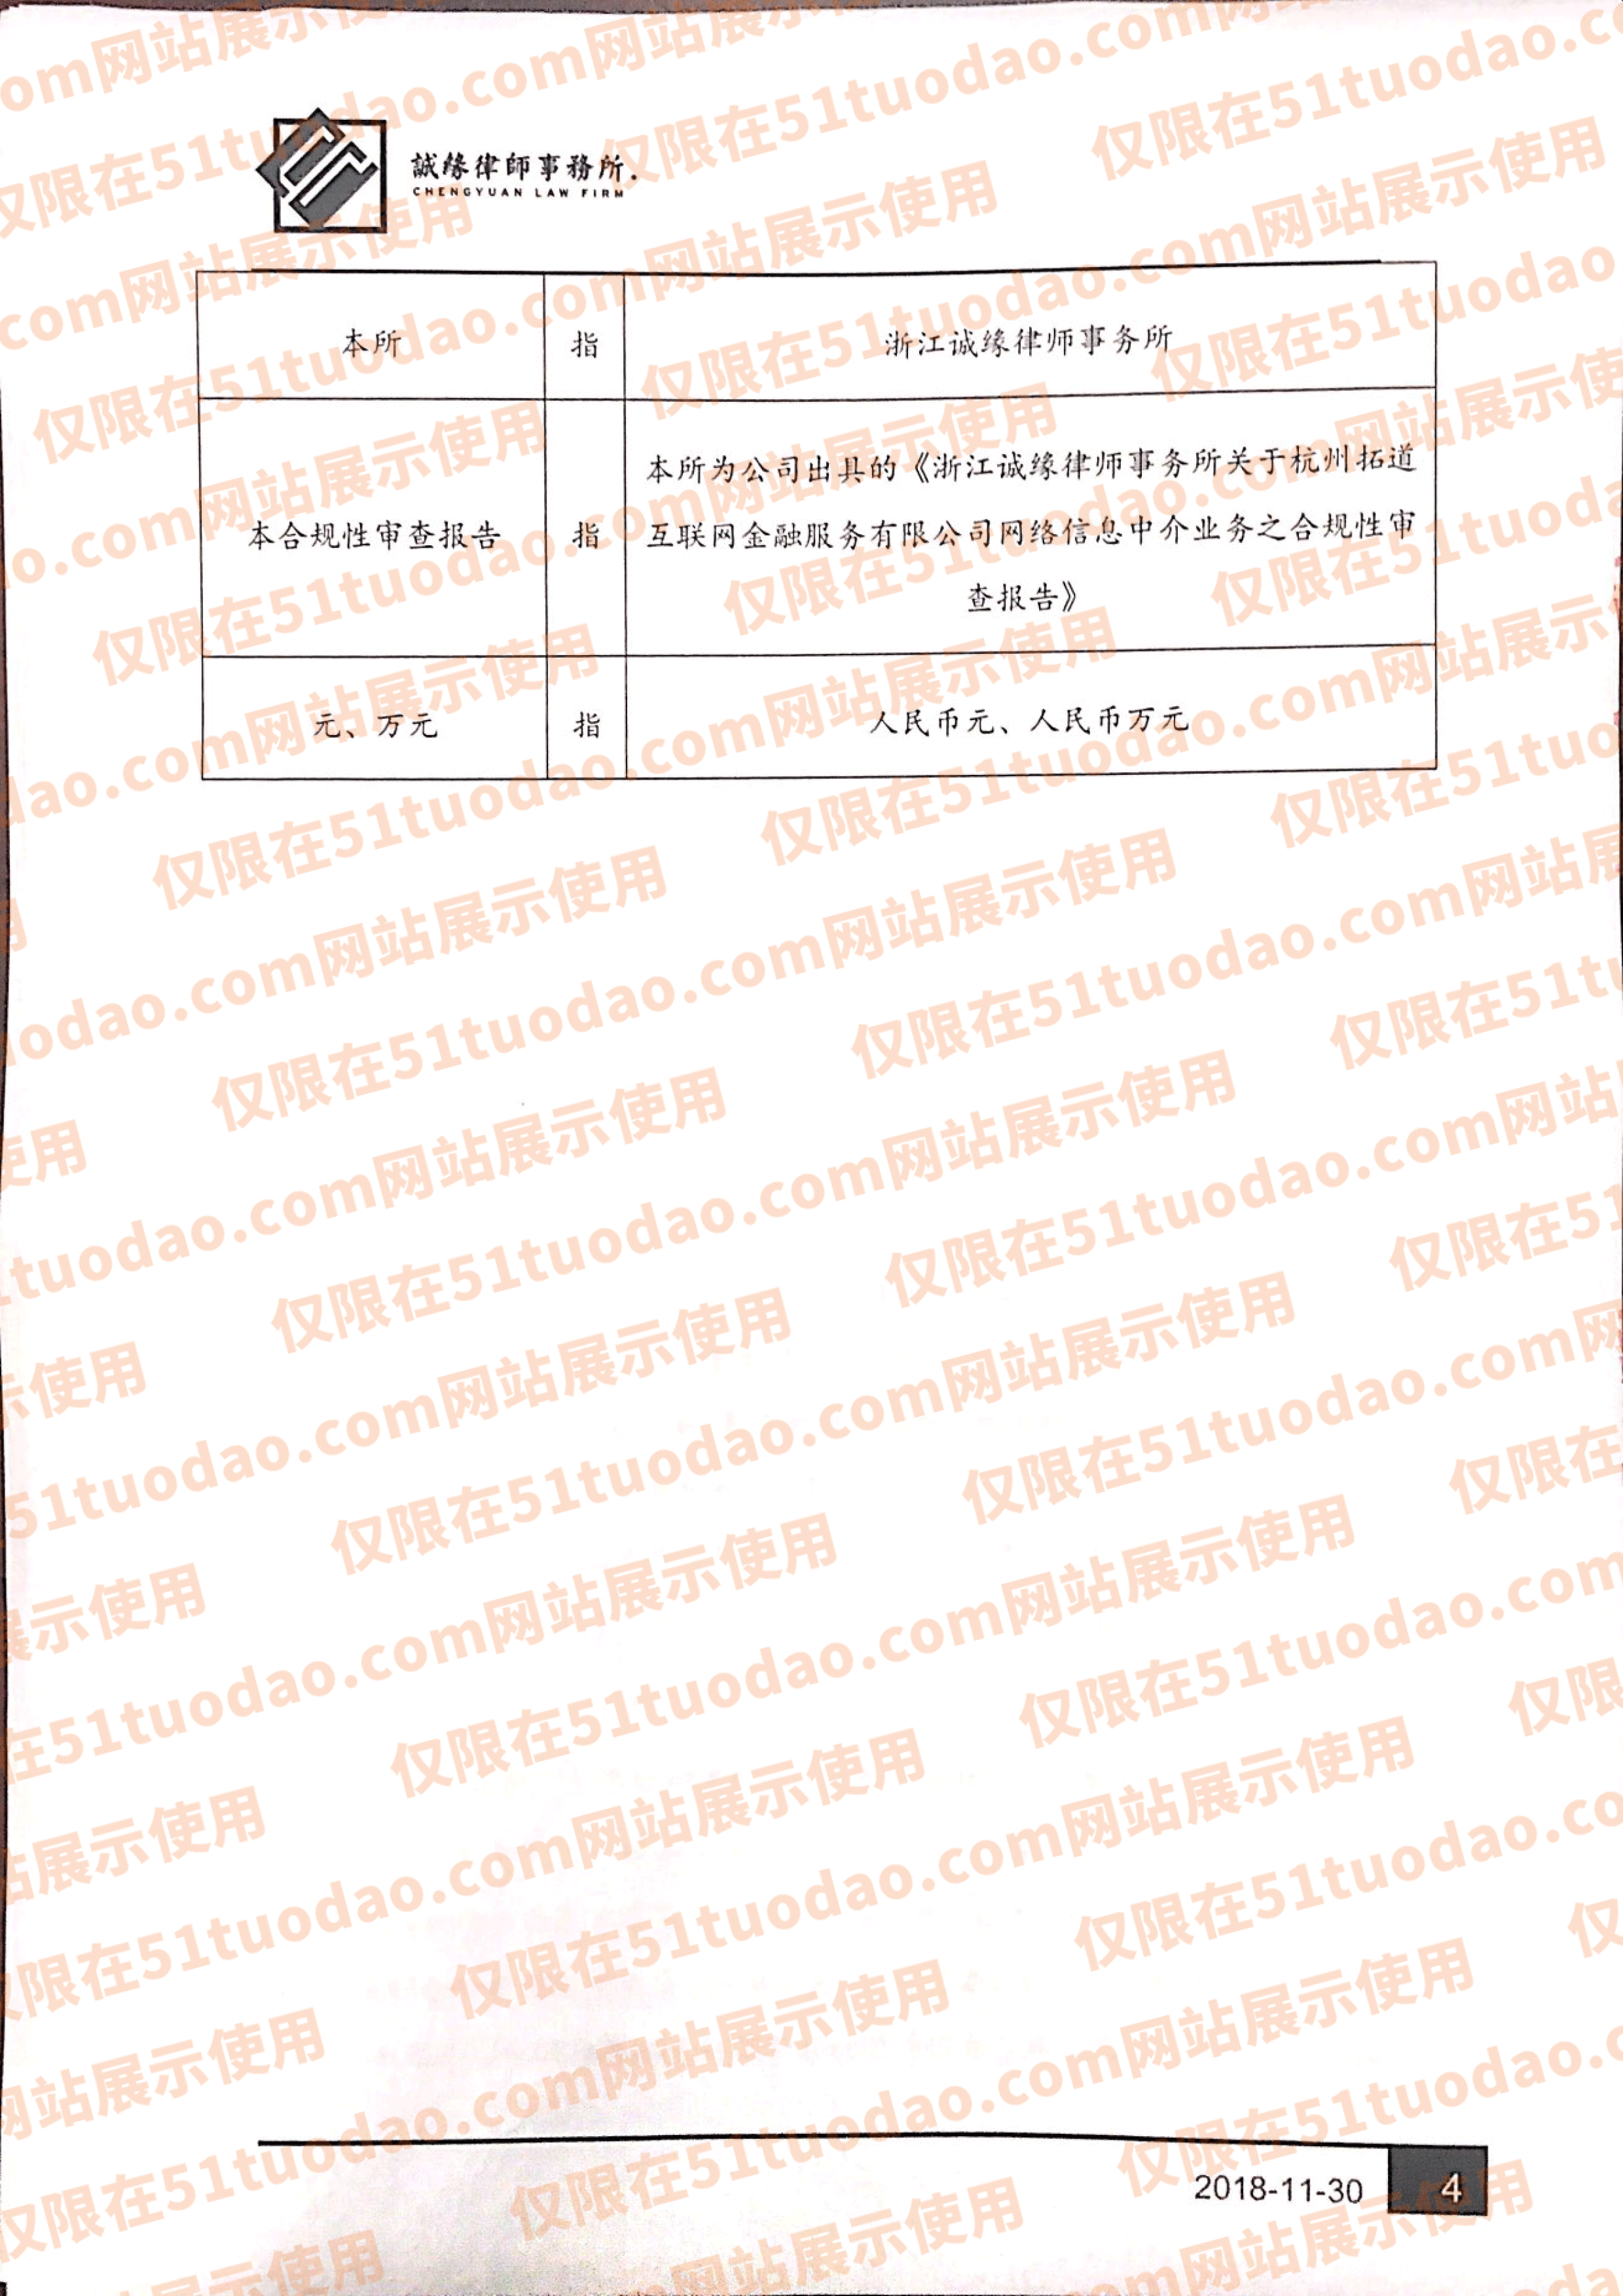 誠缘律師事務所.
CHENGYUAN LAW FIRM
本所 指 浙江诚缘律师事务所
本合规性审查报告 指 本所为公司出具的《浙江诚缘律师事务所关于杭州拓道
互联网金融服务有限公司网络信息中介业务之合规性审
查报告》
元、万元 指 人民币元、人民币万元
仅限在51tuodao.com网站展示使用
2018-11-30 4